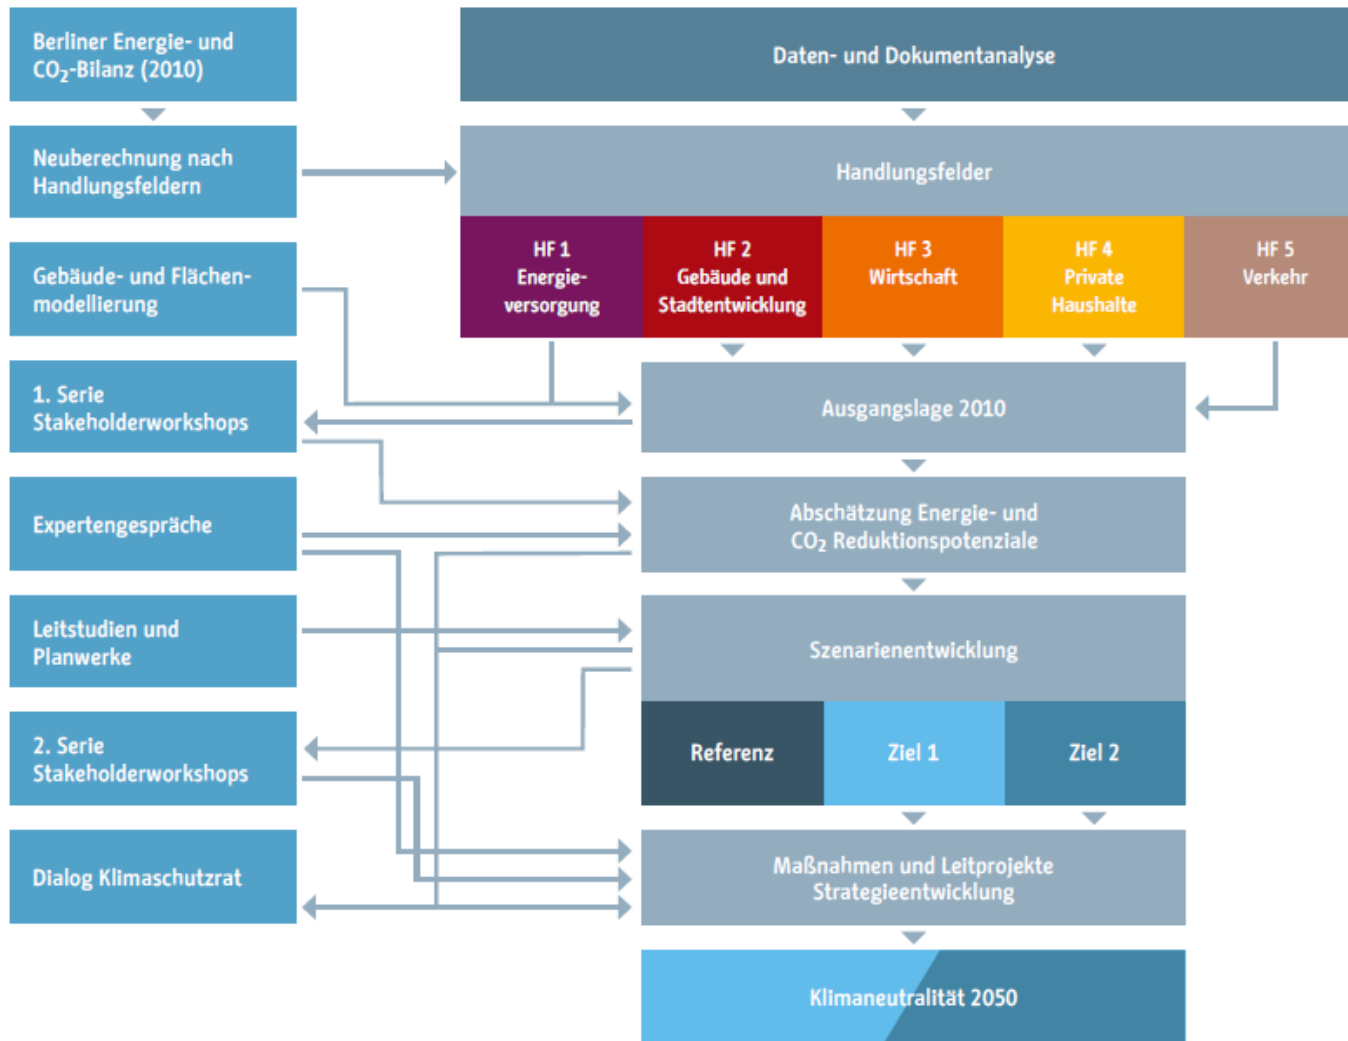 Berliner Energie- und
CO₂-Bilanz (2010)
Daten- und Dokumentanalyse
Neuberechnung nach
Handlungsfeldern
Handlungsfelder
HF 1
Energie-
versorgung
HF 2
Gebäude und
Stadtentwicklung
HF 3
Wirtschaft
HF 4
Private
Haushalte
HF 5
Verkehr
Gebäude- und Flächen-
modellierung
1. Serie
Stakeholderworkshops
Ausgangslage 2010
Expertengespräche
Abschätzung Energie- und
CO₂ Reduktionspotenziale
Leitstudien und
Planwerke
Szenarienentwicklung
Referenz
Ziel 1
Ziel 2
2. Serie
Stakeholderworkshops
Dialog Klimaschutzrat
Maßnahmen und Leitprojekte
Strategieentwicklung
Klimaneutralität 2050